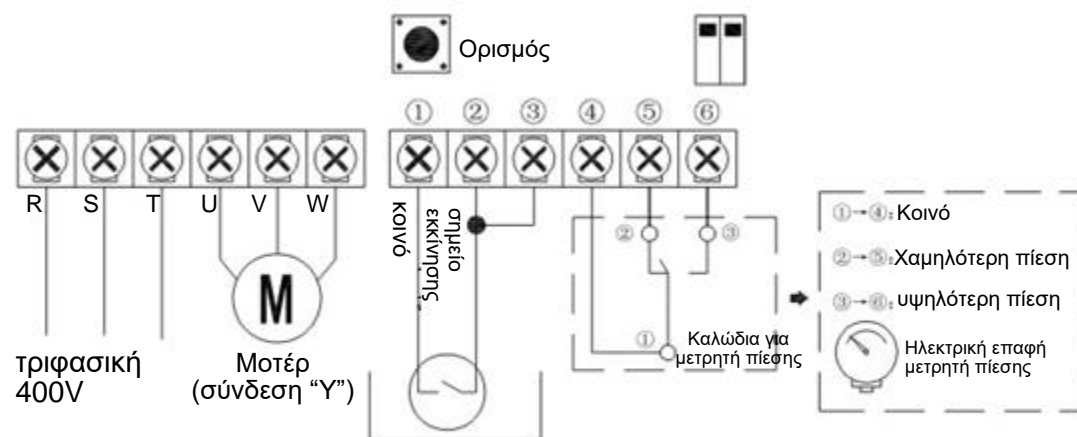 Ορισμός
① ② ③ ④ ⑤ ⑥
R S T U V W
κοινό
σημείο
εκκίνησης
② ③
①
M
τριφασική
400V
Μοτέρ
(σύνδεση “Y”)
Καλώδια για
μετρητή πίεσης
①→④: Κοινό
②→⑤: Χαμηλότερη πίεση
③→⑥: υψηλότερη πίεση
Ηλεκτρική επαφή
μετρητή πίεσης